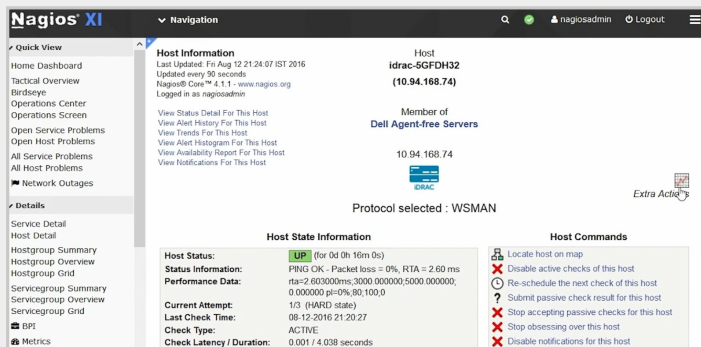 Nagios® XI
Navigation
nagiosadmin
Logout
Quick View
Home Dashboard
Tactical Overview
Birdseye
Operations Center
Operations Screen
Open Service Problems
Open Host Problems
All Service Problems
All Host Problems
Network Outages
Details
Service Detail
Host Detail
Hostgroup Summary
Hostgroup Overview
Hostgroup Grid
Servicegroup Summary
Servicegroup Overview
Servicegroup Grid
BPI
Metrics
Host Information
Last Updated: Fri Aug 12 21:24:07 IST 2016
Updated every 90 seconds
Nagios® Core™ 4.1.1 - www.nagios.org
Logged in as nagiosadmin
View Status Detail For This Host
View Alert History For This Host
View Trends For This Host
View Alert Histogram For This Host
View Availability Report For This Host
View Notifications For This Host
Host
idrac-5GFDH32
(10.94.168.74)
Member of
Dell Agent-free Servers
10.94.168.74
iDRAC
Protocol selected : WSMAN
Extra Actions
Host State Information
Host Status: UP (for 0d 0h 16m 0s)
Status Information: PING OK - Packet loss = 0%, RTA = 2.60 ms
Performance Data: rta=2.603000ms;3000.000000;5000.000000;
0.000000 pl=0%;80;100;0
Current Attempt: 1/3 (HARD state)
Last Check Time: 08-12-2016 21:20:27
Check Type: ACTIVE
Check Latency / Duration: 0.001 / 4.038 seconds
Host Commands
Locate host on map
Disable active checks of this host
Re-schedule the next check of this host
Submit passive check result for this host
Stop accepting passive checks for this host
Stop obsessing over this host
Disable notifications for this host